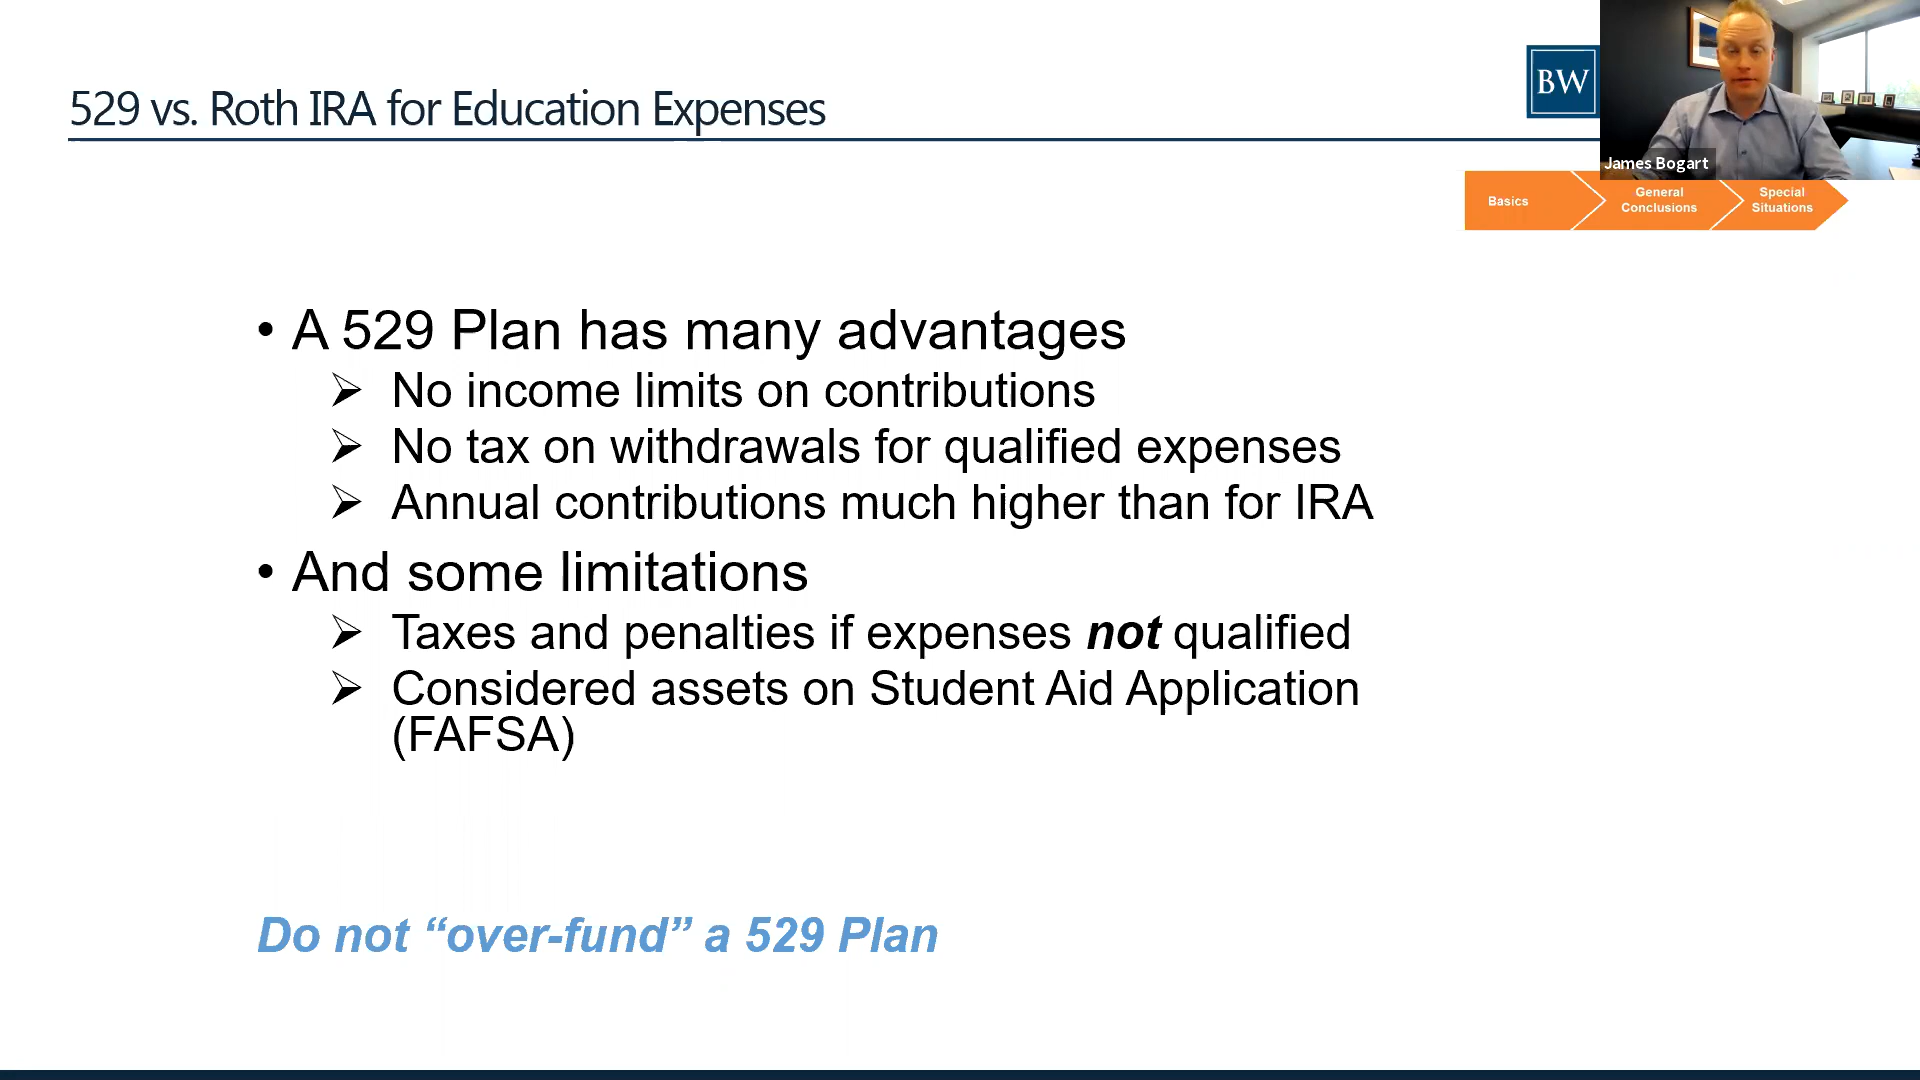 529 vs. Roth IRA for Education Expenses
BW
James Bogart
Basics
General
Conclusions
Special
Situations
• A 529 Plan has many advantages
➢ No income limits on contributions
➢ No tax on withdrawals for qualified expenses
➢ Annual contributions much higher than for IRA
• And some limitations
➢ Taxes and penalties if expenses not qualified
➢ Considered assets on Student Aid Application
(FAFSA)
Do not “over-fund” a 529 Plan